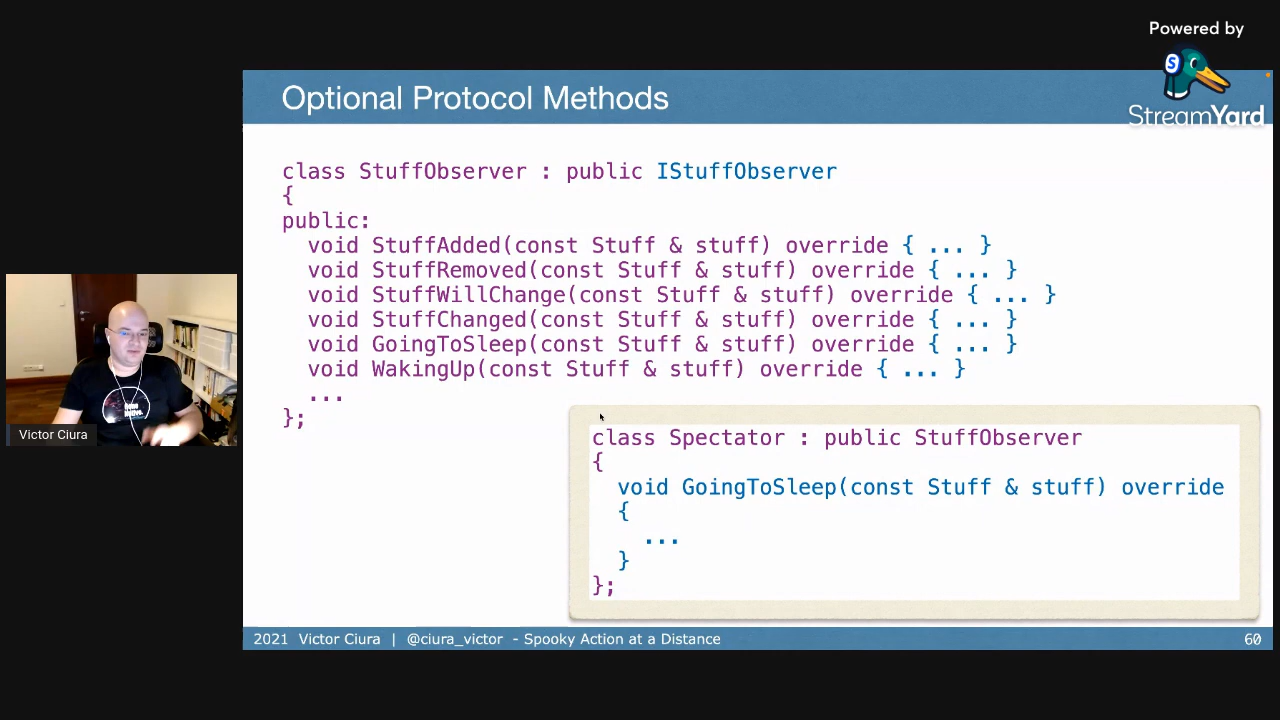 Powered by
StreamYard
Optional Protocol Methods
class StuffObserver : public IStuffObserver
{
public:
void StuffAdded(const Stuff & stuff) override { ... }
void StuffRemoved(const Stuff & stuff) override { ... }
void StuffWillChange(const Stuff & stuff) override { ... }
void StuffChanged(const Stuff & stuff) override { ... }
void GoingToSleep(const Stuff & stuff) override { ... }
void WakingUp(const Stuff & stuff) override { ... }
...
};
class Spectator : public StuffObserver
{
void GoingToSleep(const Stuff & stuff) override
{
...
}
};
Victor Ciura
2021 Victor Ciura | @ciura_victor - Spooky Action at a Distance
60